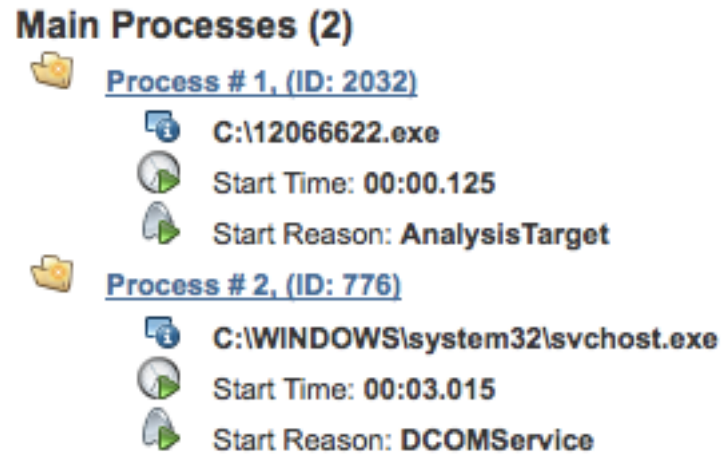 Main Processes (2)
Process # 1, (ID: 2032)
C:\12066622.exe
Start Time: 00:00.125
Start Reason: AnalysisTarget
Process # 2, (ID: 776)
C:\WINDOWS\system32\svchost.exe
Start Time: 00:03.015
Start Reason: DCOMService